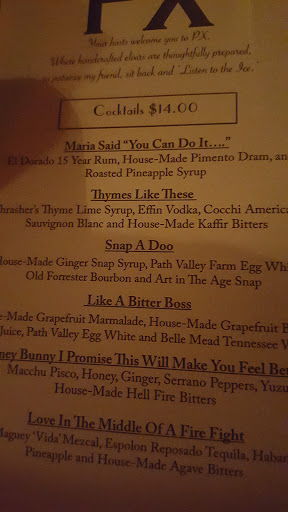 PX
Your hosts welcome you to PX.
Where handcrafted elixirs are thoughtfully prepared,
patronize my friend, sit back and "Listen to the Ice."
Cocktails $14.00
Maria Said "You Can Do It...."
El Dorado 15 Year Rum, House-Made Pimento Dram, an
Roasted Pineapple Syrup
Thymes Like These
hrasher's Thyme Lime Syrup, Effin Vodka, Cocchi America
Sauvignon Blanc and House-Made Kaffir Bitters
Snap A Doo
House-Made Ginger Snap Syrup, Path Valley Farm Egg Whi
Old Forrester Bourbon and Art in The Age Snap
Like A Bitter Boss
e-Made Grapefruit Marmalade, House-Made Grapefruit B
Juice, Path Valley Egg White and Belle Mead Tennessee W
ney Bunny I Promise This Will Make You Feel Bet
Macchu Pisco, Honey, Ginger, Serrano Peppers, Yuzu
House-Made Hell Fire Bitters
Love In The Middle Of A Fire Fight
Maguey 'Vida' Mezcal, Espolon Reposado Tequila, Haban
Pineapple and House-Made Agave Bitters